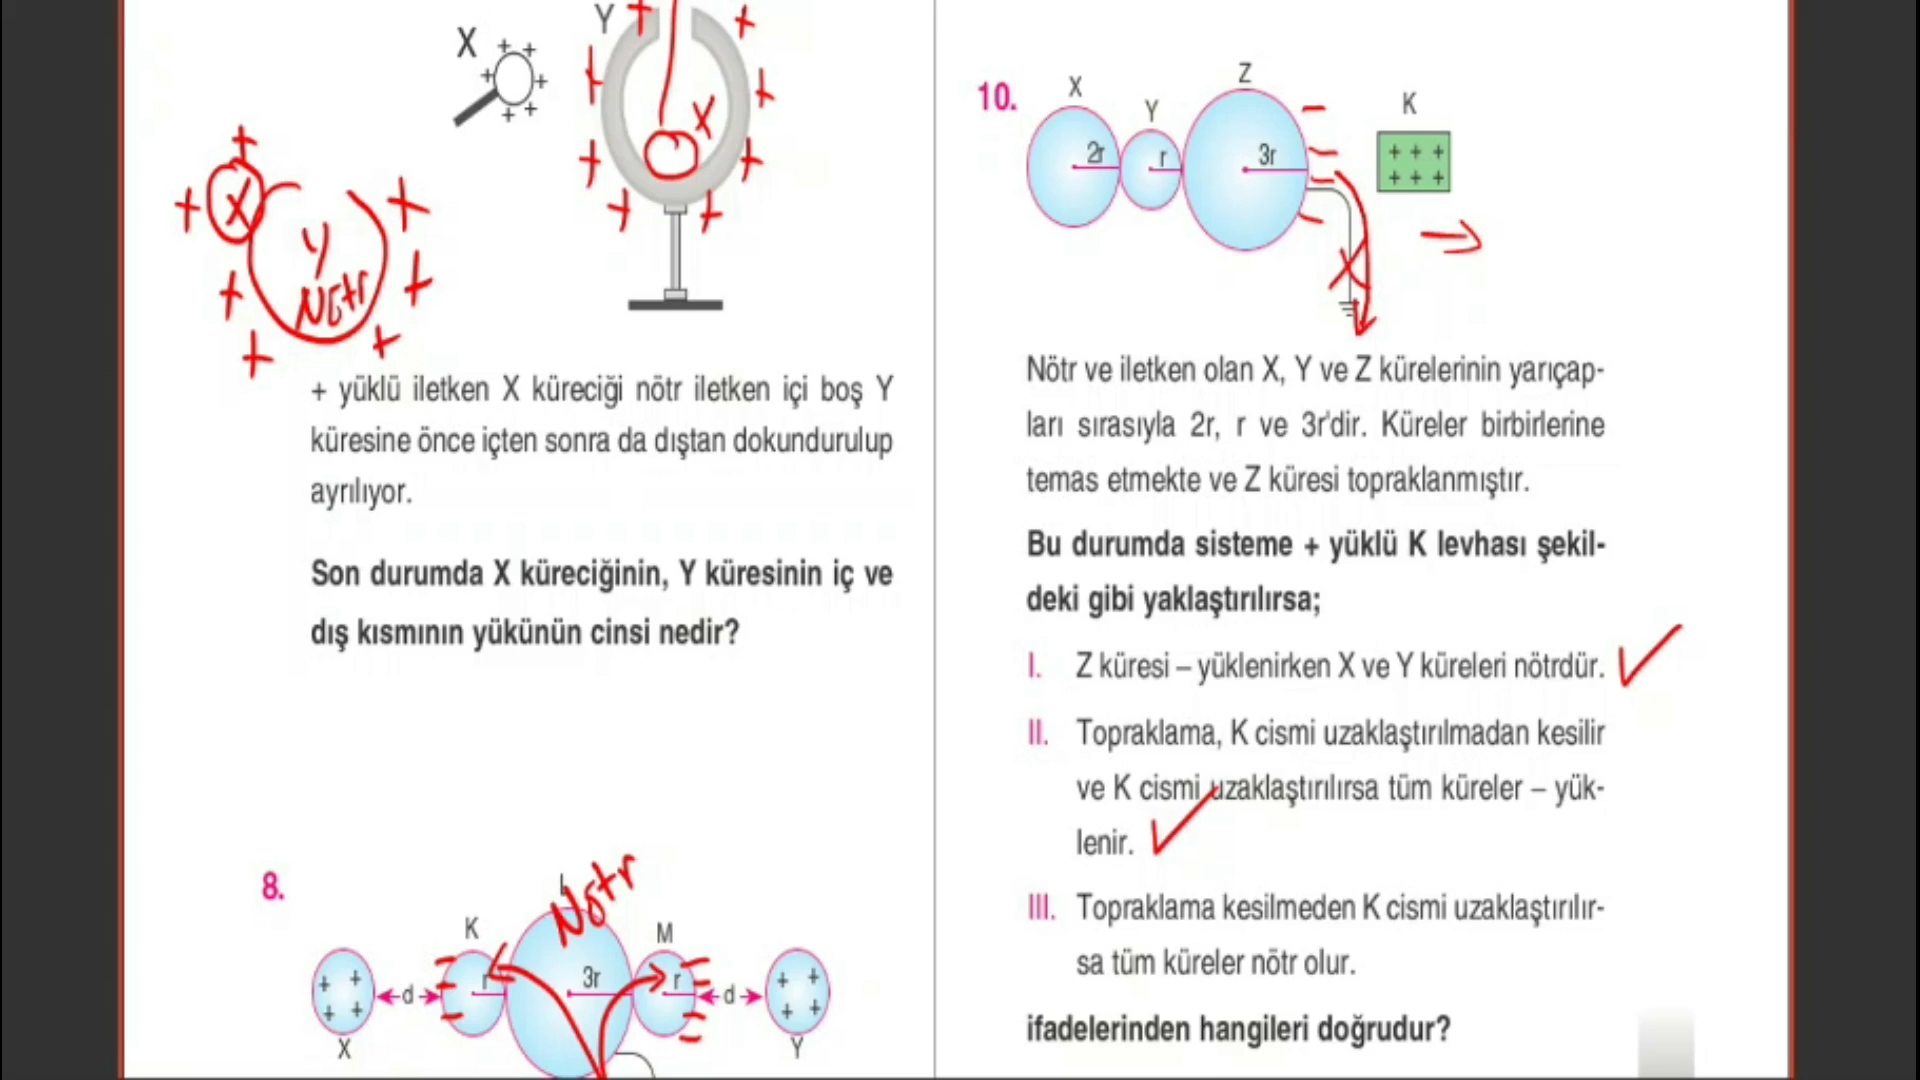 X
Y
X
X
Y
Nötr
+ yüklü iletken X küreciği nötr iletken içi boş Y
küresine önce içten sonra da dıştan dokundurulup
ayrılıyor.
Son durumda X küreciğinin, Y küresinin iç ve
dış kısmının yükünün cinsi nedir?
8.
Nötr
K
L
M
r
3r
r
d
d
X
Y
10.
X
Y
Z
K
2r
r
3r
+ + +
+ + +
Nötr ve iletken olan X, Y ve Z kürelerinin yarıçap-
ları sırasıyla 2r, r ve 3r'dir. Küreler birbirlerine
temas etmekte ve Z küresi topraklanmıştır.
Bu durumda sisteme + yüklü K levhası şekil-
deki gibi yaklaştırılırsa;
I. Z küresi – yüklenirken X ve Y küreleri nötrdür.
II. Topraklama, K cismi uzaklaştırılmadan kesilir
ve K cismi uzaklaştırılırsa tüm küreler – yük-
lenir.
III. Topraklama kesilmeden K cismi uzaklaştırılır-
sa tüm küreler nötr olur.
ifadelerinden hangileri doğrudur?